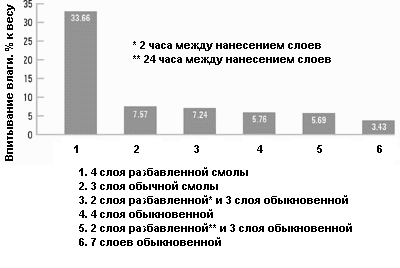 35
30
25
20
15
10
5
0
Впитывание влаги. % к весу
33.66
7.57
7.24
5.76
5.69
3.43
* 2 часа между нанесением слоев
** 24 часа между нанесением слоев
1 2 3 4 5 6
1. 4 слоя разбавленной смолы
2. 3 слоя обычной смолы
3. 2 слоя разбавленной* и 3 слоя обыкновенной
4. 4 слоя обыкновенной
5. 2 слоя разбавленной** и 3 слоя обыкновенной
6. 7 слоев обыкновенной